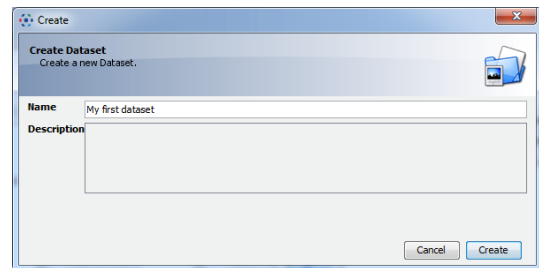 Create
Create Dataset
Create a new Dataset.
Name
My first dataset
Description
Cancel
Create